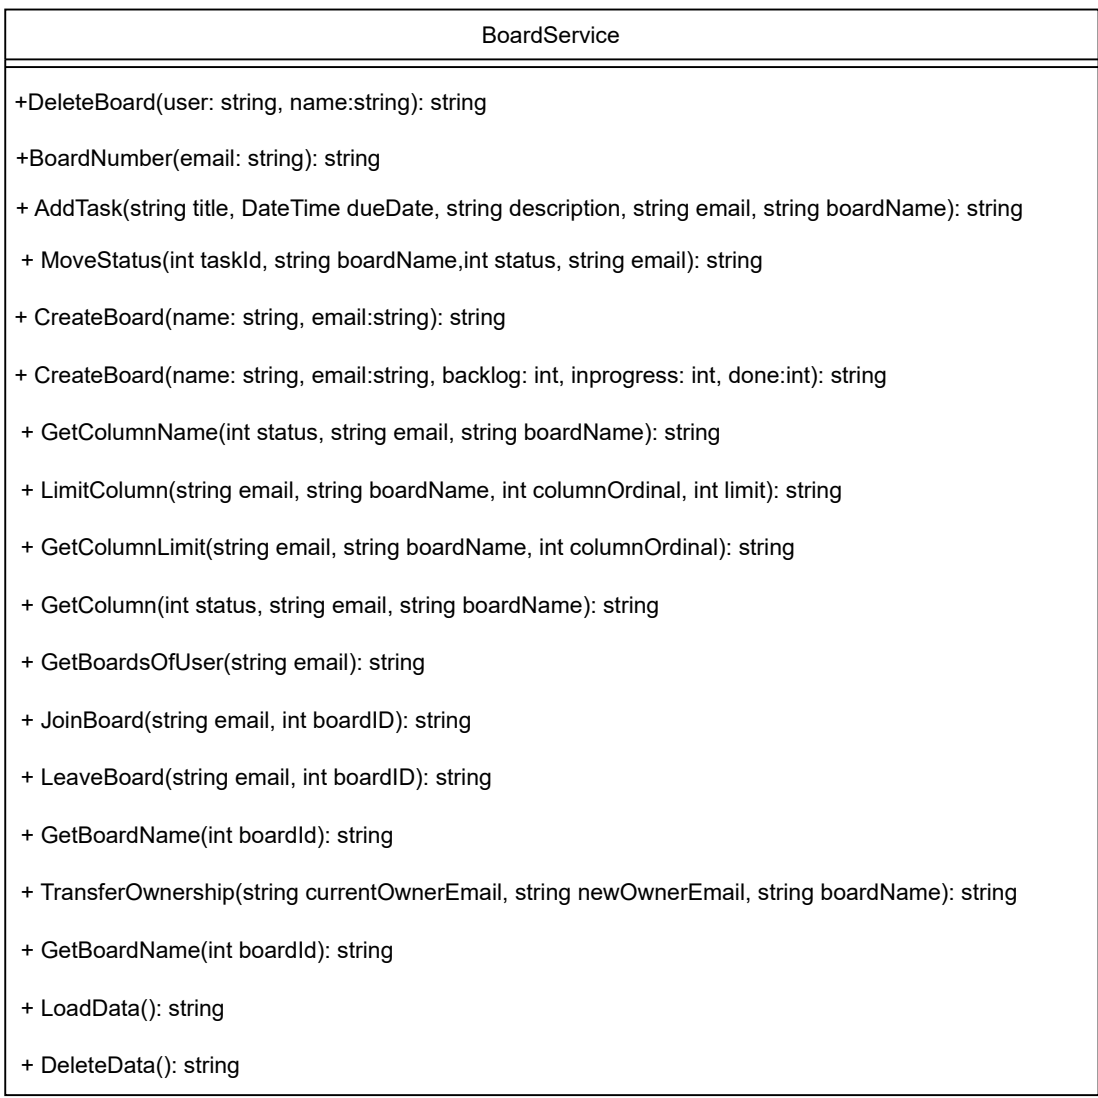 BoardService
+DeleteBoard(user: string, name:string): string
+BoardNumber(email: string): string
+ AddTask(string title, DateTime dueDate, string description, string email, string boardName): string
+ MoveStatus(int taskId, string boardName,int status, string email): string
+ CreateBoard(name: string, email:string): string
+ CreateBoard(name: string, email:string, backlog: int, inprogress: int, done:int): string
+ GetColumnName(int status, string email, string boardName): string
+ LimitColumn(string email, string boardName, int columnOrdinal, int limit): string
+ GetColumnLimit(string email, string boardName, int columnOrdinal): string
+ GetColumn(int status, string email, string boardName): string
+ GetBoardsOfUser(string email): string
+ JoinBoard(string email, int boardID): string
+ LeaveBoard(string email, int boardID): string
+ GetBoardName(int boardId): string
+ TransferOwnership(string currentOwnerEmail, string newOwnerEmail, string boardName): string
+ GetBoardName(int boardId): string
+ LoadData(): string
+ DeleteData(): string